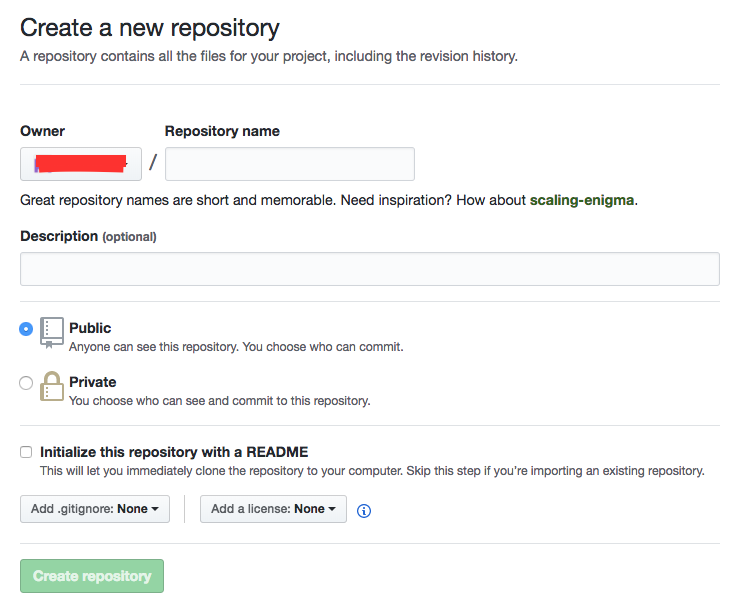 Create a new repository
A repository contains all the files for your project, including the revision history.
Owner
Repository name
/
Great repository names are short and memorable. Need inspiration? How about scaling-enigma.
Description (optional)
Public
Anyone can see this repository. You choose who can commit.
Private
You choose who can see and commit to this repository.
Initialize this repository with a README
This will let you immediately clone the repository to your computer. Skip this step if you’re importing an existing repository.
Add .gitignore: None
Add a license: None
Create repository